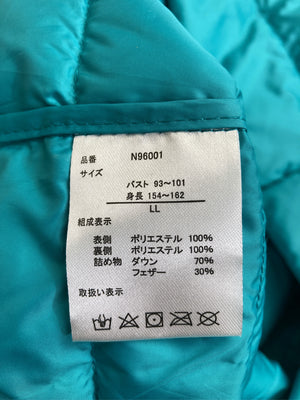 品番 N96001
サイズ
バスト 93〜101
身長 154〜162
LL
組成表示
表側 ポリエステル 100%
裏側 ポリエステル 100%
詰め物 ダウン 70%
フェザー 30%
取扱い表示